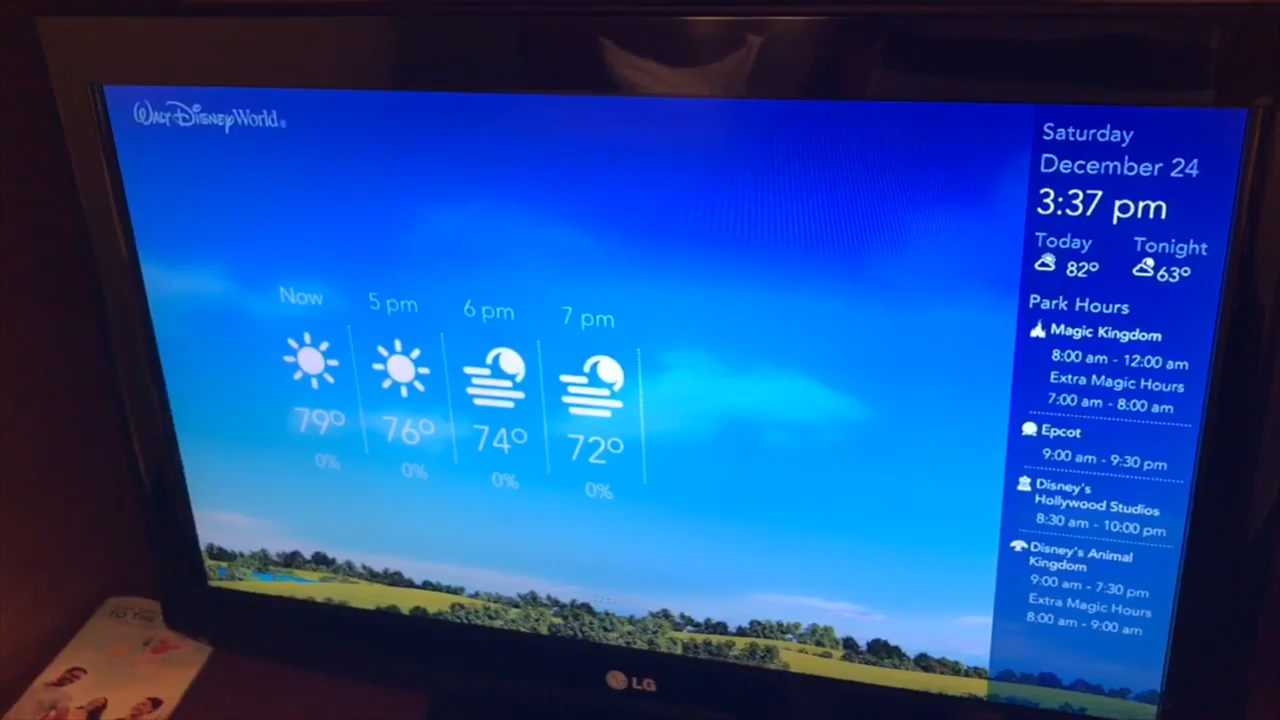 Walt Disney World®
Now
5 pm
6 pm
7 pm
79°
76°
74°
72°
0%
0%
0%
0%
Saturday
December 24
3:37 pm
Today
Tonight
82°
63°
Park Hours
Magic Kingdom
8:00 am - 12:00 am
Extra Magic Hours
7:00 am - 8:00 am
Epcot
9:00 am - 9:30 pm
Disney's
Hollywood Studios
8:30 am - 10:00 pm
Disney's Animal
Kingdom
9:00 am - 7:30 pm
Extra Magic Hours
8:00 am - 9:00 am
LG